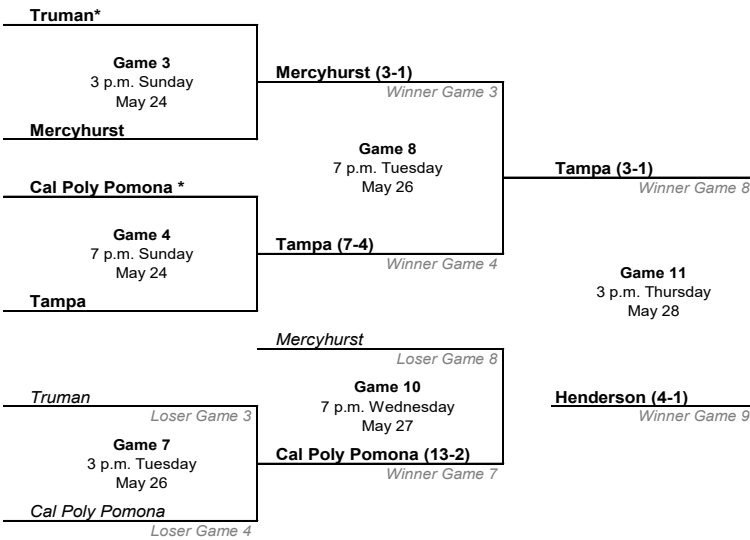 Truman*
Game 3
3 p.m. Sunday
May 24
Mercyhurst (3-1)
Winner Game 3
Mercyhurst
Game 8
7 p.m. Tuesday
May 26
Tampa (3-1)
Winner Game 8
Cal Poly Pomona *
Game 4
7 p.m. Sunday
May 24
Tampa (7-4)
Winner Game 4
Tampa
Game 11
3 p.m. Thursday
May 28
Mercyhurst
Loser Game 8
Truman
Loser Game 3
Game 10
7 p.m. Wednesday
May 27
Henderson (4-1)
Winner Game 9
Game 7
3 p.m. Tuesday
May 26
Cal Poly Pomona (13-2)
Winner Game 7
Cal Poly Pomona
Loser Game 4